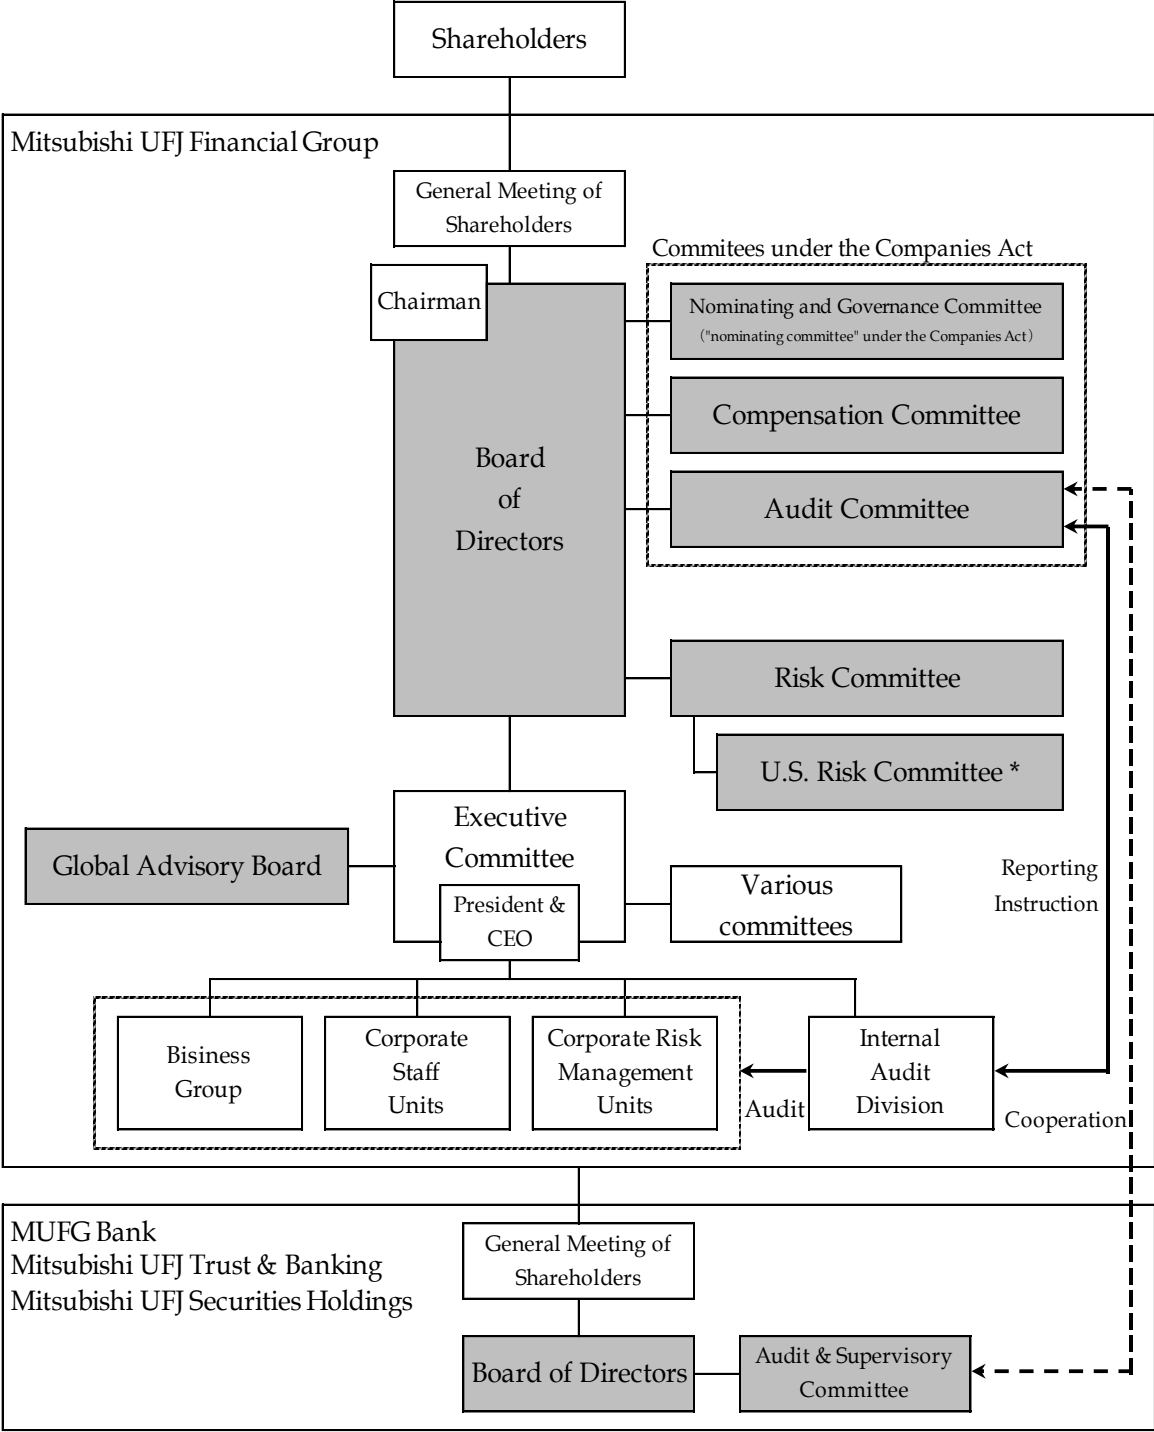 Shareholders
Mitsubishi UFJ Financial Group
General Meeting of
Shareholders
Commitees under the Companies Act
Chairman
Nominating and Governance Committee
("nominating committee" under the Companies Act)
Compensation Committee
Board
of
Directors
Audit Committee
Risk Committee
U.S. Risk Committee *
Executive
Committee
Global Advisory Board
President &
CEO
Various
committees
Reporting
Instruction
Bisiness
Group
Corporate
Staff
Units
Corporate Risk
Management
Units
Audit
Internal
Audit
Division
Cooperation
MUFG Bank
Mitsubishi UFJ Trust & Banking
Mitsubishi UFJ Securities Holdings
General Meeting of
Shareholders
Board of Directors
Audit & Supervisory
Committee